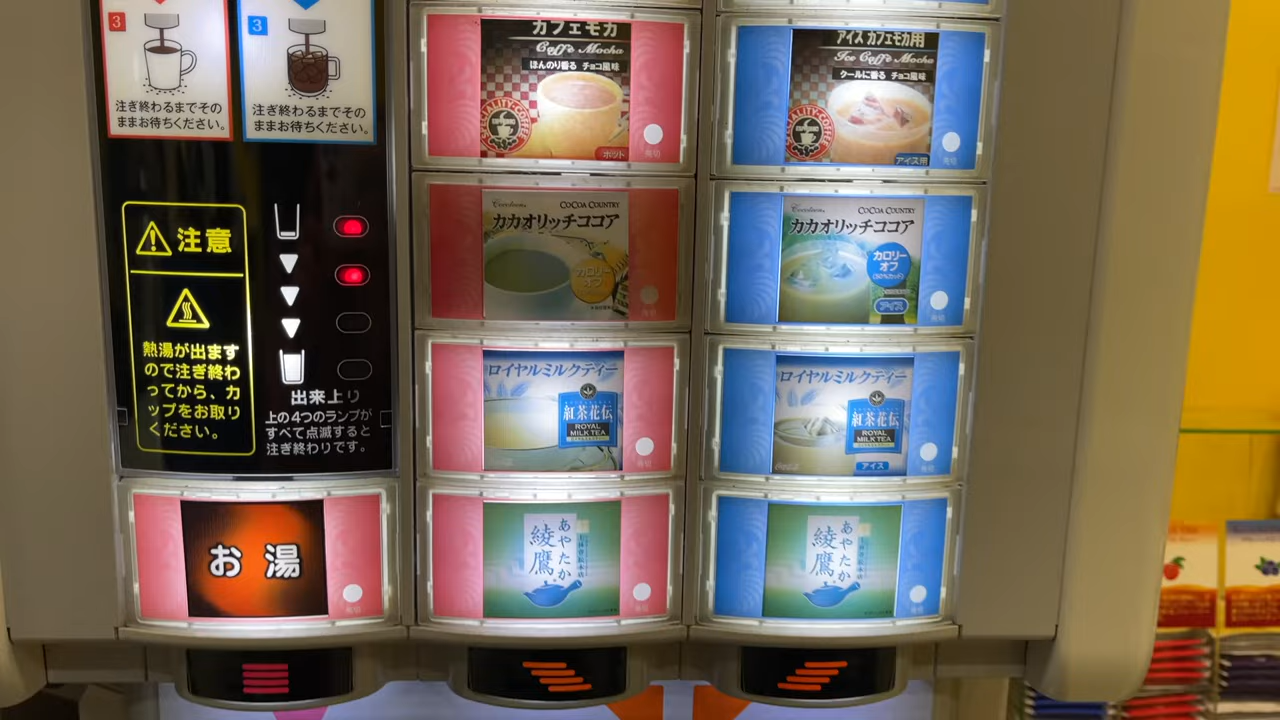 3
注ぎ終わるまでその
ままお待ちください。
3
注ぎ終わるまでその
ままお待ちください。
注意
熱湯が出ます
ので注ぎ終わ
ってから、カ
ップをお取り
ください。
出来上り
上の4つのランプが
すべて点滅すると
注ぎ終わりです。
お湯
カフェモカ
Caffè Mocha
ほんのり香る チョコ風味
SPECIALITY-COFFEE
ホット
アイス カフェモカ用
Ice Caffè Mocha
クールに香る チョコ風味
SPECIALITY-COFFEE
アイス用
COCOA COUNTRY
カカオリッチココア
カロリー
オフ
COCOA COUNTRY
カカオリッチココア
カロリー
オフ
アイス
ロイヤルミルクティー
紅茶花伝
ROYAL
MILK TEA
ロイヤルミルクティー
紅茶花伝
ROYAL
MILK TEA
アイス
あやたか
綾鷹
あやたか
綾鷹